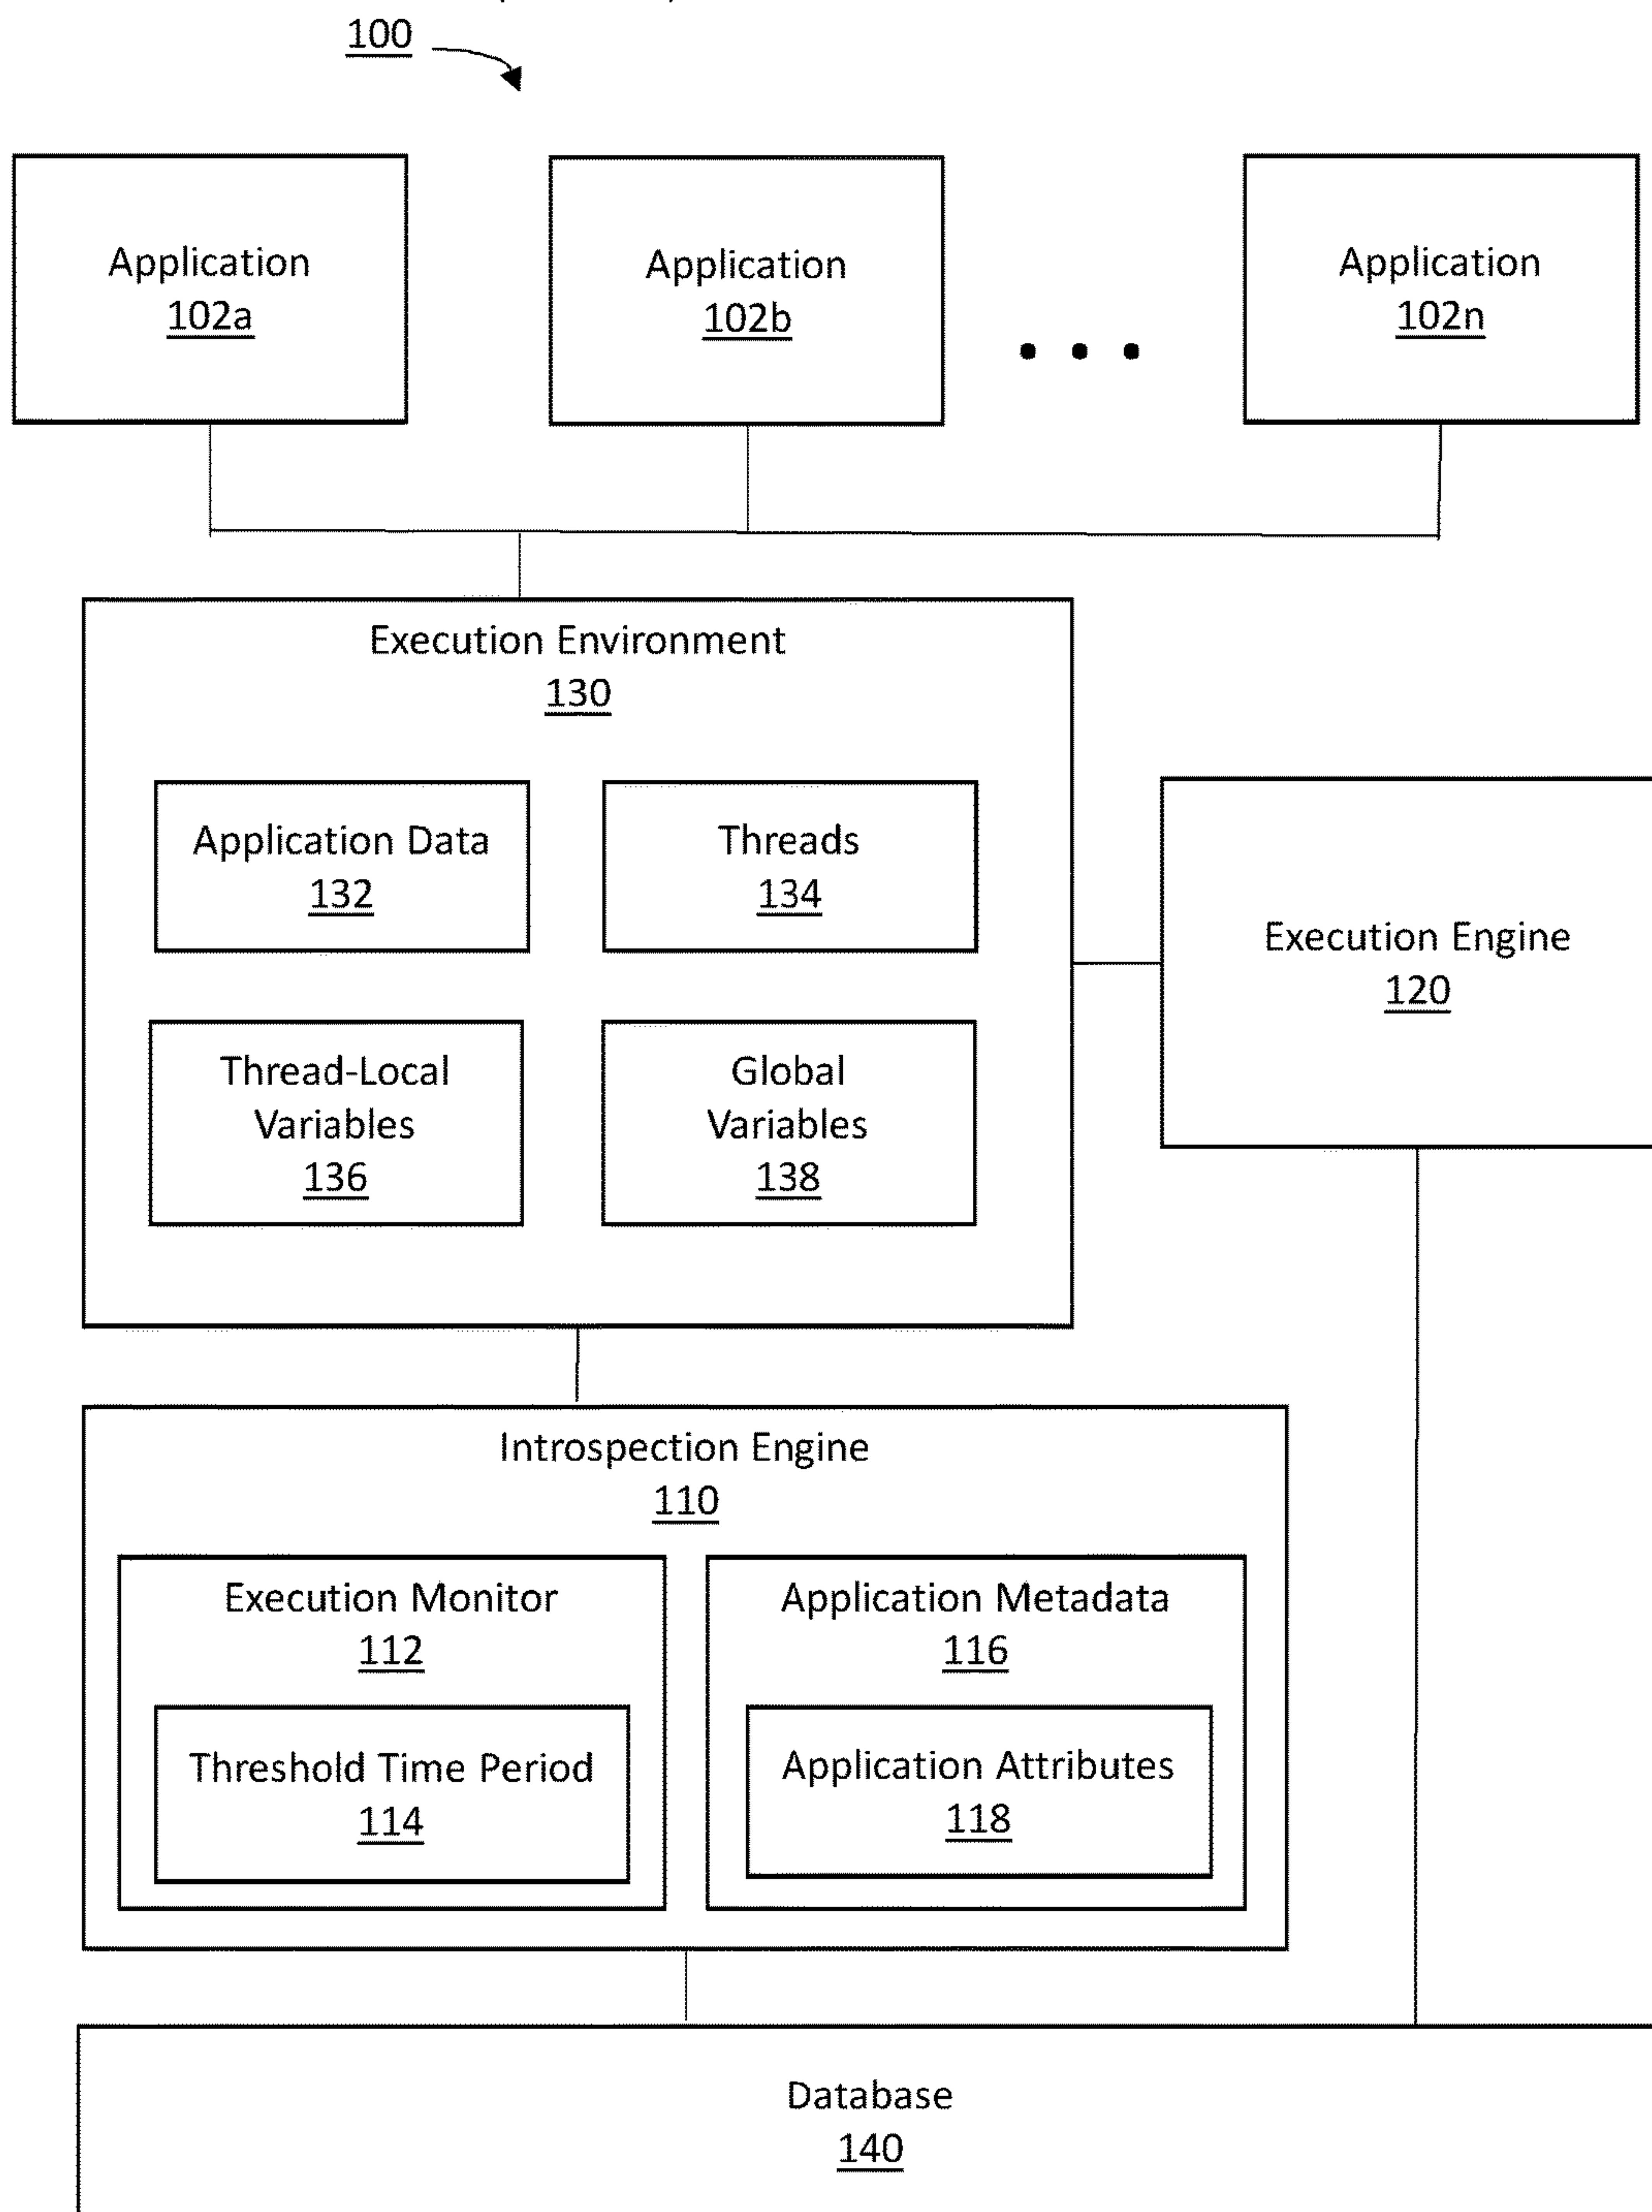 100
Application
102a
Application
102b
• • •
Application
102n
Execution Environment
130
Application Data
132
Threads
134
Thread-Local
Variables
136
Global
Variables
138
Execution Engine
120
Introspection Engine
110
Execution Monitor
112
Threshold Time Period
114
Application Metadata
116
Application Attributes
118
Database
140